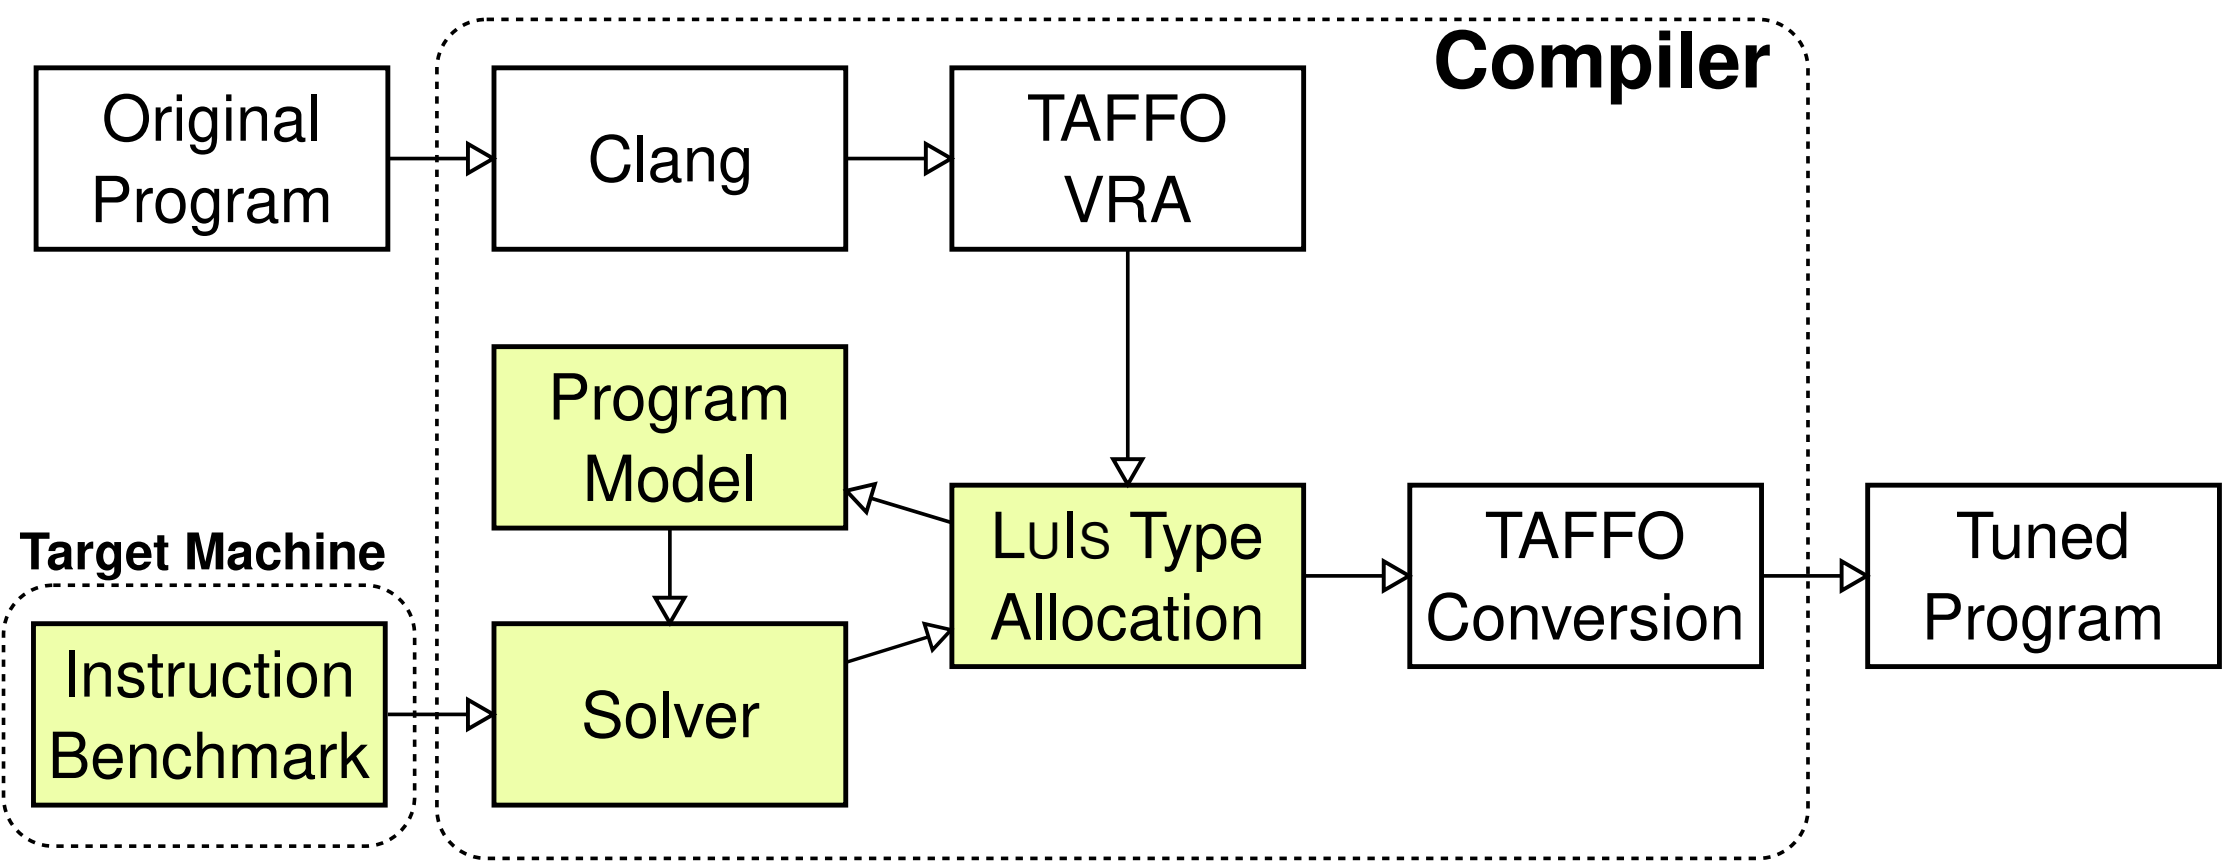 Compiler
Original
Program
Clang
TAFFO
VRA
Program
Model
Target Machine
Instruction
Benchmark
Solver
LUIS Type
Allocation
TAFFO
Conversion
Tuned
Program